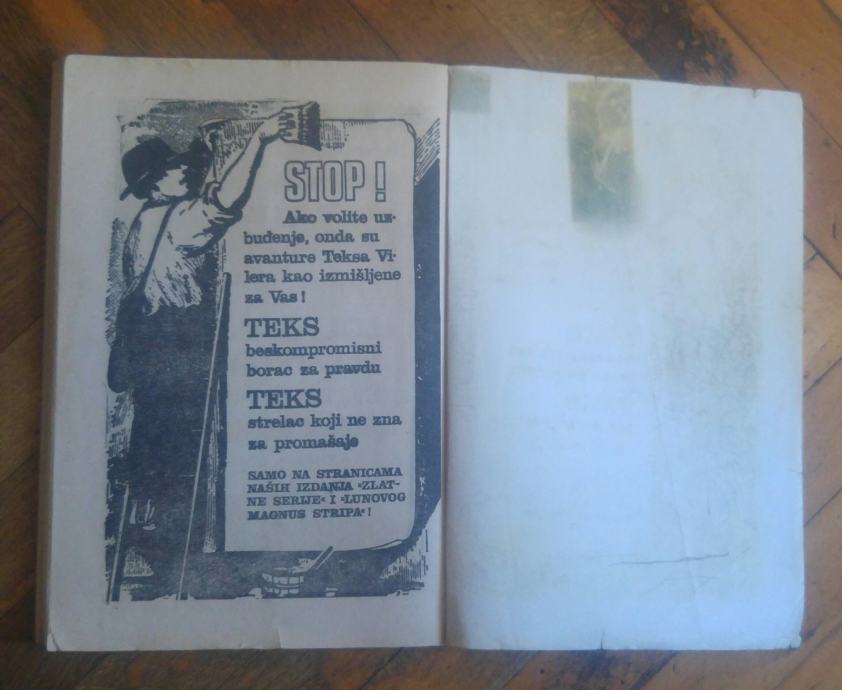 STOP!
Ako volite uz-
buđenje, onda su
avanture Teksa Vi-
lera kao izmišljene
za Vas!
TEKS
beskompromisni
borac za pravdu
TEKS
strelac koji ne zna
za promašaje
SAMO NA STRANICAMA
NAŠIH IZDANJA »ZLAT-
NE SERIJE« I »LUNOVOG
MAGNUS STRIPA«!